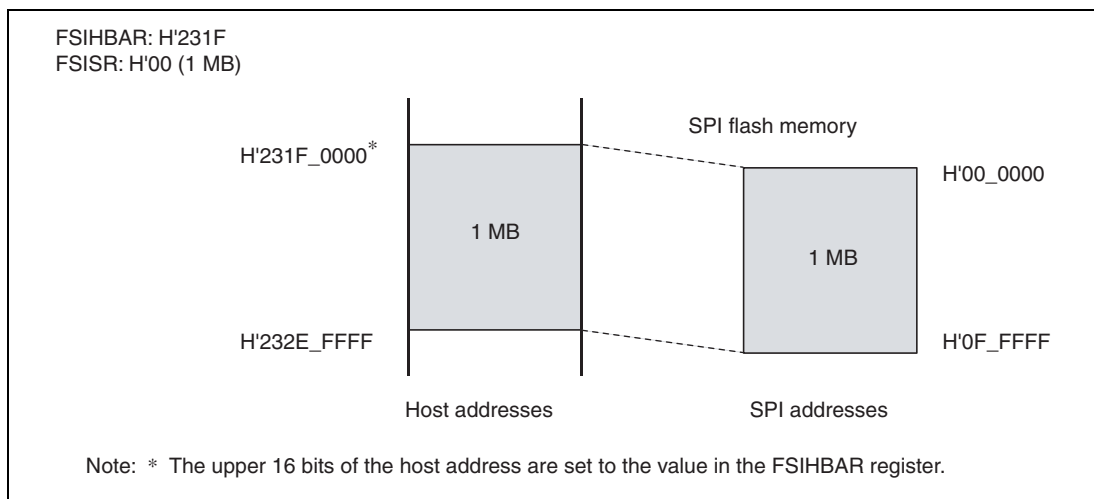 FSIHBAR: H'231F
FSISR: H'00 (1 MB)
SPI flash memory
H'231F_0000*
H'00_0000
1 MB
1 MB
H'232E_FFFF
H'0F_FFFF
Host addresses
SPI addresses
Note: * The upper 16 bits of the host address are set to the value in the FSIHBAR register.